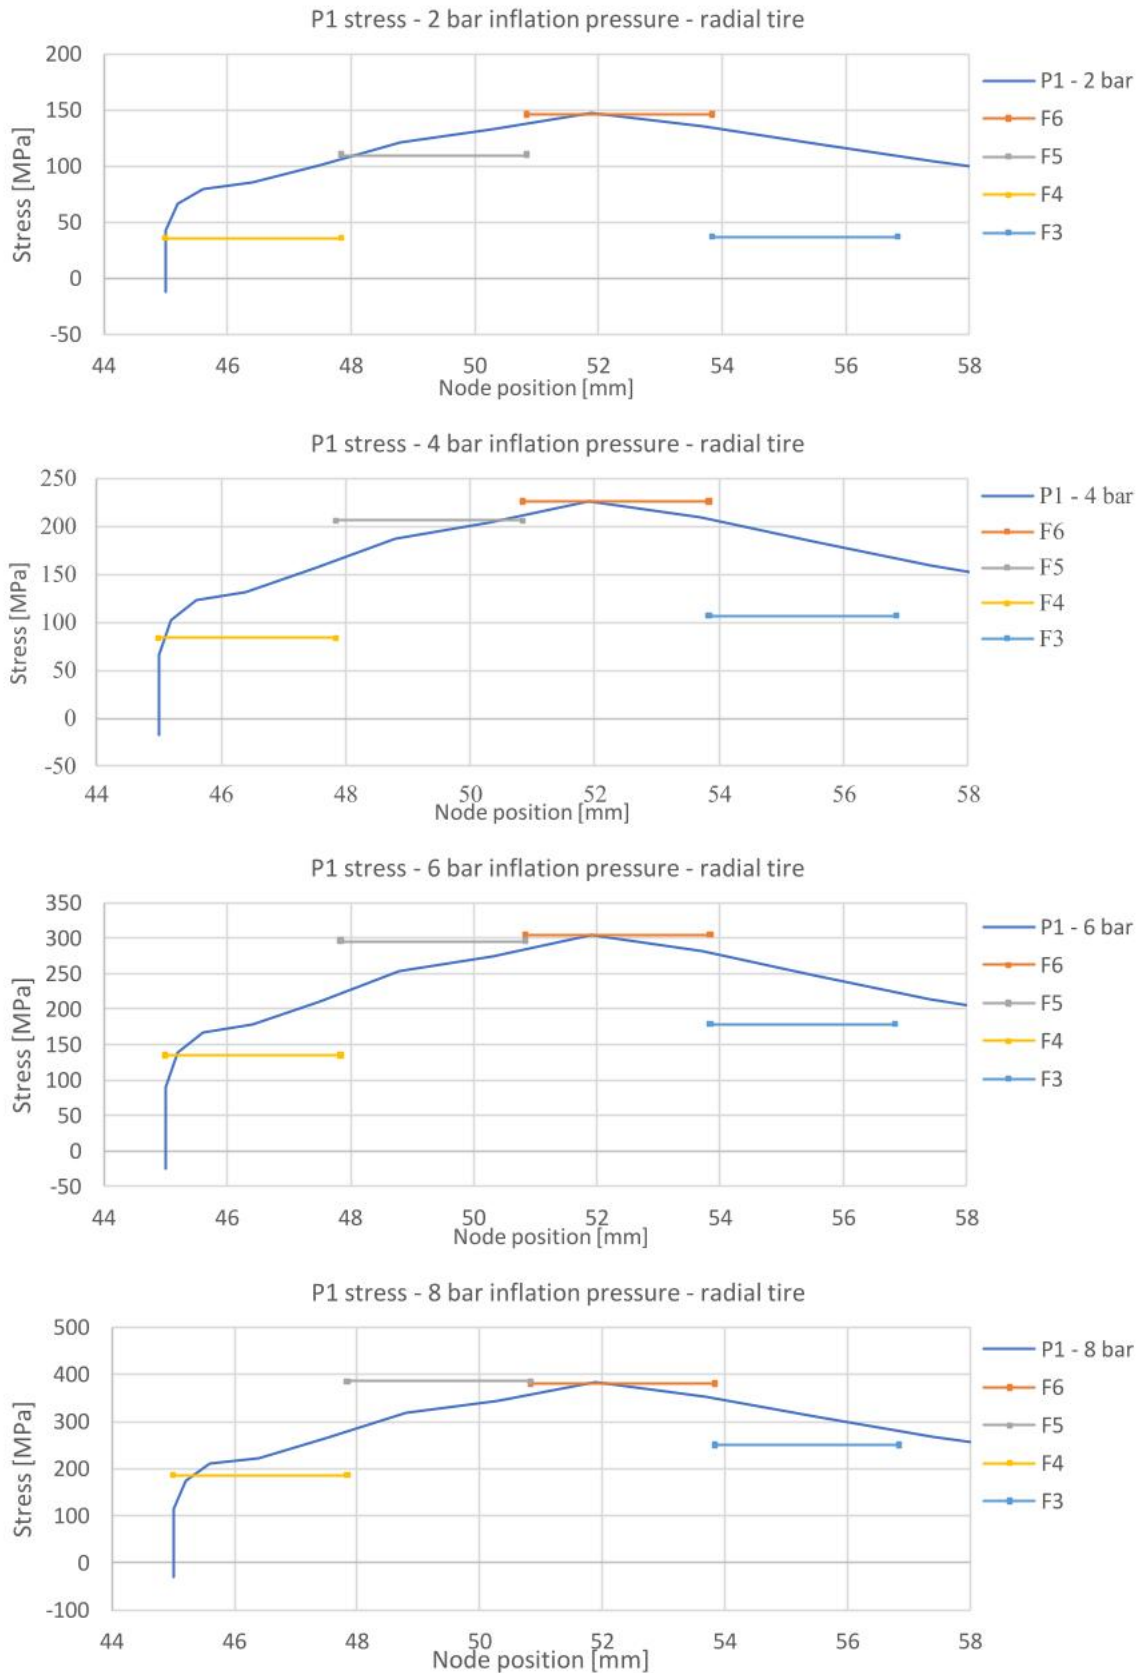 P1 stress - 2 bar inflation pressure - radial tire
200
150
100
50
0
-50
Stress [MPa]
44 46 48 50 52 54 56 58
Node position [mm]
P1 - 2 bar
F6
F5
F4
F3
P1 stress - 4 bar inflation pressure - radial tire
250
200
150
100
50
0
-50
Stress [MPa]
44 46 48 50 52 54 56 58
Node position [mm]
P1 - 4 bar
F6
F5
F4
F3
P1 stress - 6 bar inflation pressure - radial tire
350
300
250
200
150
100
50
0
-50
Stress [MPa]
44 46 48 50 52 54 56 58
Node position [mm]
P1 - 6 bar
F6
F5
F4
F3
P1 stress - 8 bar inflation pressure - radial tire
500
400
300
200
100
0
-100
Stress [MPa]
44 46 48 50 52 54 56 58
Node position [mm]
P1 - 8 bar
F6
F5
F4
F3